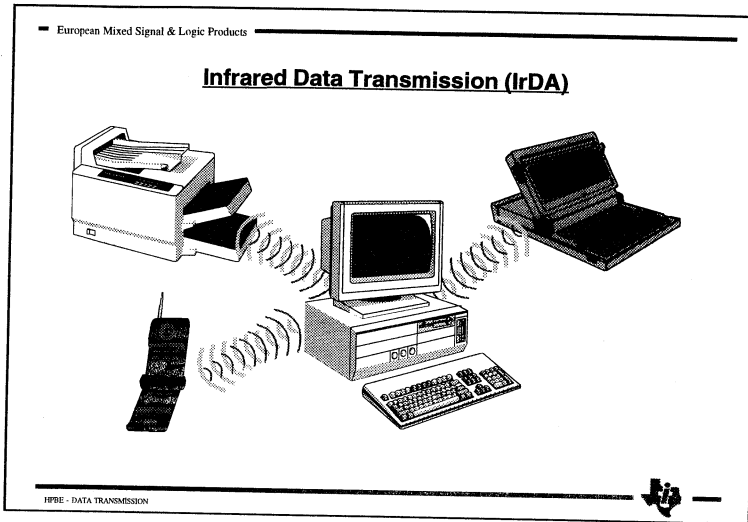 European Mixed Signal & Logic Products
Infrared Data Transmission (IrDA)
HPBE - DATA TRANSMISSION